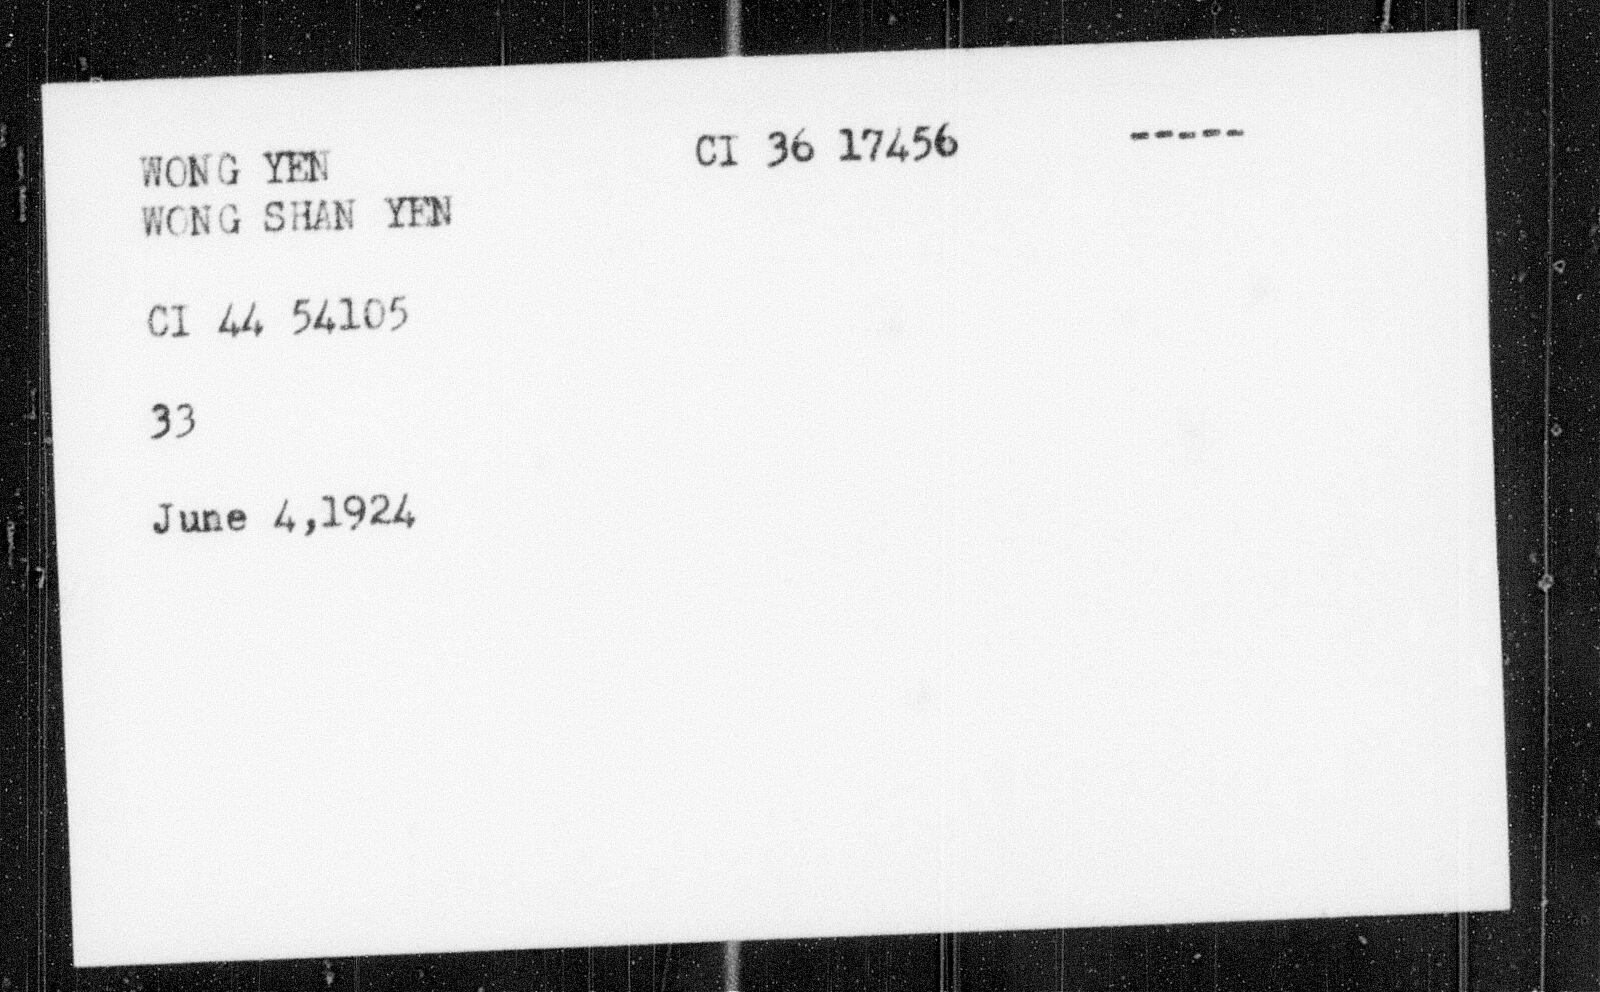 WONG YEN CI 36 17456 -----
WONG SHAN YEN
CI 44 54105
33
June 4,1924